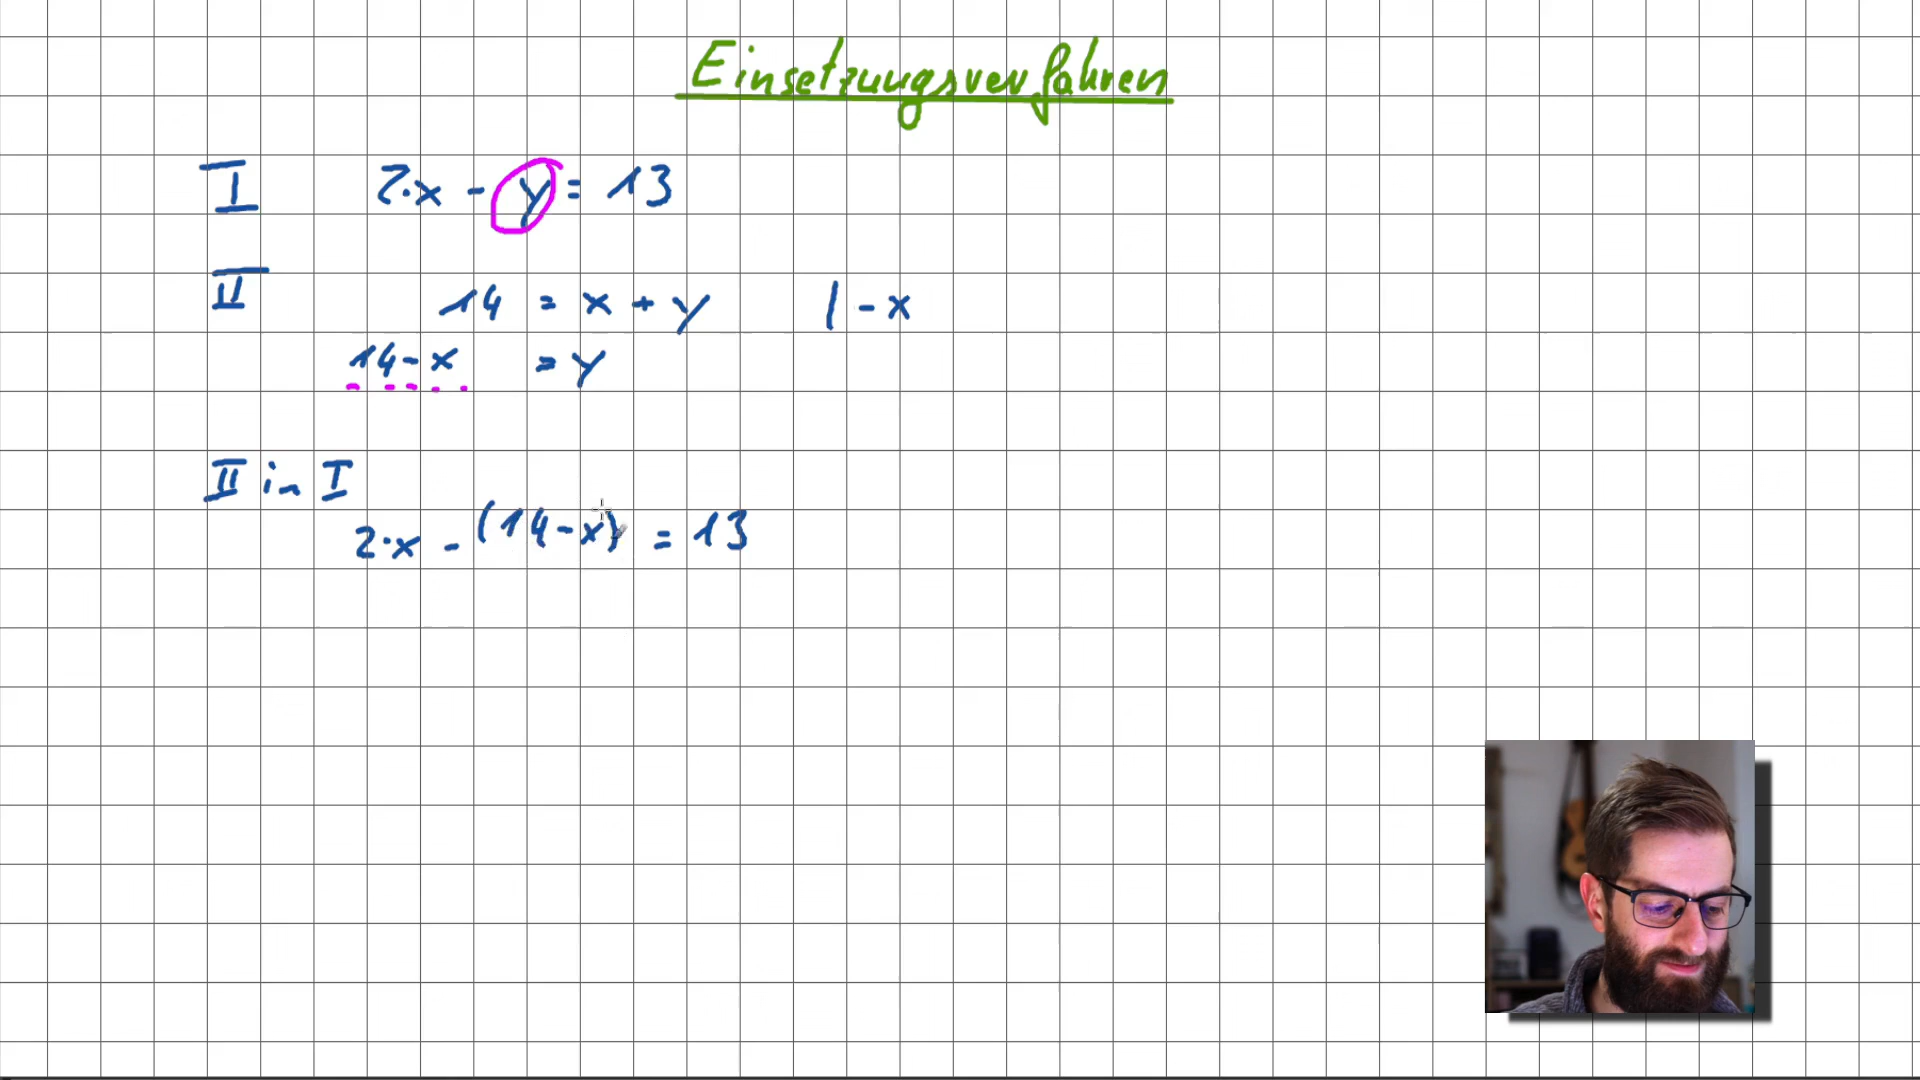 Einsetzungsverfahren
I 2·x - y = 13
II 14 = x + y | - x
14 - x = y
II in I
2·x - (14 - x) = 13